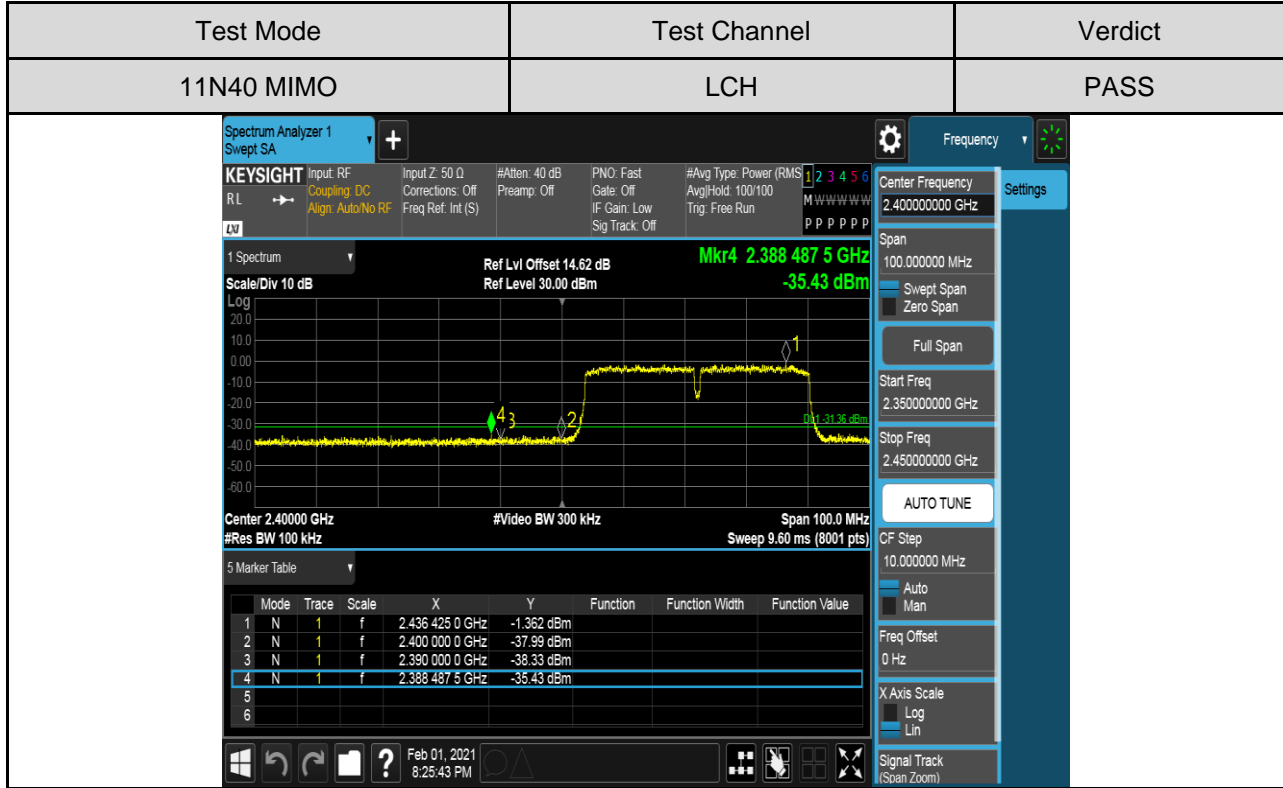 Test Mode Test Channel Verdict
11N40 MIMO LCH PASS
Spectrum Analyzer 1
Swept SA
+
Frequency
KEYSIGHT
RL
LXI
Input: RF
Coupling: DC
Align: Auto/No RF
Input Z: 50 Ω
Corrections: Off
Freq Ref: Int (S)
#Atten: 40 dB
Preamp: Off
PNO: Fast
Gate: Off
IF Gain: Low
Sig Track: Off
#Avg Type: Power (RMS
Avg|Hold: 100/100
Trig: Free Run
1 2 3 4 5 6
M W W W W W
P P P P P P
1 Spectrum
Scale/Div 10 dB
Ref Lvl Offset 14.62 dB
Ref Level 30.00 dBm
Mkr4 2.388 487 5 GHz
-35.43 dBm
Log
20.0
10.0
0.00
-10.0
-20.0
-30.0
-40.0
-50.0
-60.0
1
4
3
2
DL1 -31.36 dBm
Center 2.40000 GHz #Video BW 300 kHz Span 100.0 MHz
#Res BW 100 kHz Sweep 9.60 ms (8001 pts)
5 Marker Table
Mode Trace Scale X Y Function Function Width Function Value
1 N 1 f 2.436 425 0 GHz -1.362 dBm
2 N 1 f 2.400 000 0 GHz -37.99 dBm
3 N 1 f 2.390 000 0 GHz -38.33 dBm
4 N 1 f 2.388 487 5 GHz -35.43 dBm
5
6
?
Feb 01, 2021
8:25:43 PM
Center Frequency
2.400000000 GHz
Settings
Span
100.000000 MHz
Swept Span
Zero Span
Full Span
Start Freq
2.350000000 GHz
Stop Freq
2.450000000 GHz
AUTO TUNE
CF Step
10.000000 MHz
Auto
Man
Freq Offset
0 Hz
X Axis Scale
Log
Lin
Signal Track
(Span Zoom)